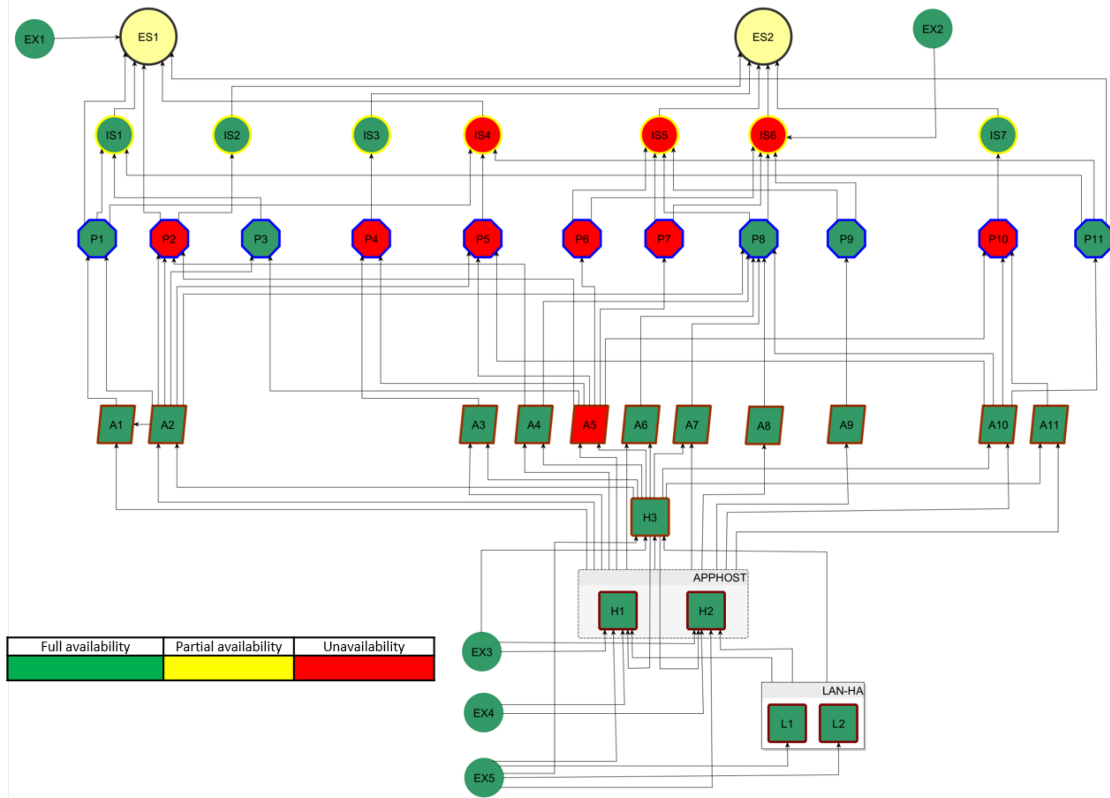 EX1
ES1
ES2
EX2
IS1
IS2
IS3
IS4
IS5
IS6
IS7
P1
P2
P3
P4
P5
P6
P7
P8
P9
P10
P11
A1
A2
A3
A4
A5
A6
A7
A8
A9
A10
A11
H3
APPHOST
H1
H2
Full availability
Partial availability
Unavailability
EX3
LAN-HA
EX4
L1
L2
EX5